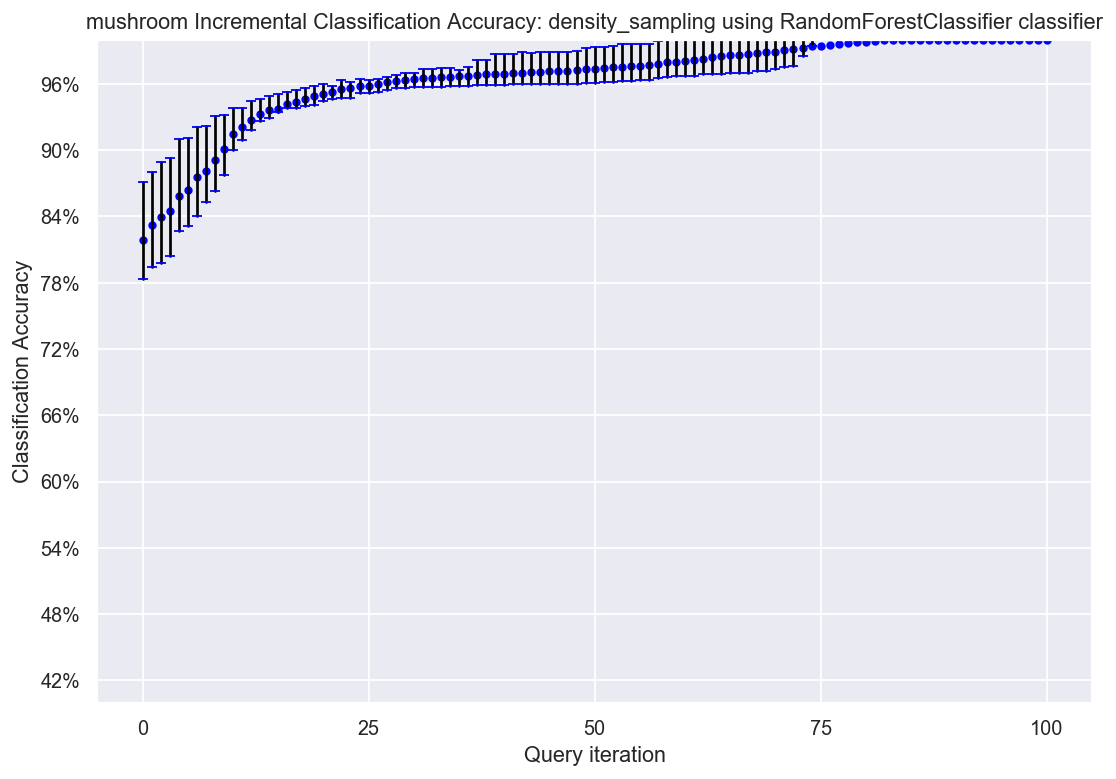 mushroom Incremental Classification Accuracy: density_sampling using RandomForestClassifier classifier
96%
90%
84%
78%
72%
66%
60%
54%
48%
42%
Classification Accuracy
0 25 50 75 100
Query iteration